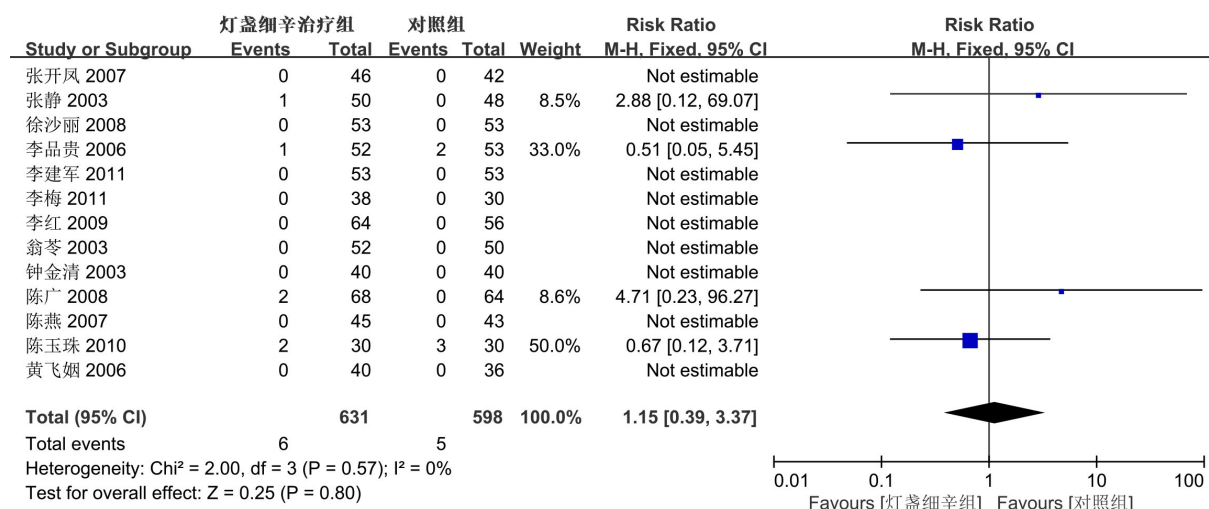 灯盏细辛治疗组 对照组 Risk Ratio Risk Ratio
Study or Subgroup Events Total Events Total Weight M-H, Fixed, 95% CI M-H, Fixed, 95% CI
张开凤 2007 0 46 0 42 Not estimable
张静 2003 1 50 0 48 8.5% 2.88 [0.12, 69.07]
徐沙丽 2008 0 53 0 53 Not estimable
李品贵 2006 1 52 2 53 33.0% 0.51 [0.05, 5.45]
李建军 2011 0 53 0 53 Not estimable
李梅 2011 0 38 0 30 Not estimable
李红 2009 0 64 0 56 Not estimable
翁苓 2003 0 52 0 50 Not estimable
钟金清 2003 0 40 0 40 Not estimable
陈广 2008 2 68 0 64 8.6% 4.71 [0.23, 96.27]
陈燕 2007 0 45 0 43 Not estimable
陈玉珠 2010 2 30 3 30 50.0% 0.67 [0.12, 3.71]
黄飞姻 2006 0 40 0 36 Not estimable
Total (95% CI) 631 598 100.0% 1.15 [0.39, 3.37]
Total events 6 5
Heterogeneity: Chi² = 2.00, df = 3 (P = 0.57); I² = 0%
Test for overall effect: Z = 0.25 (P = 0.80)
0.01 0.1 1 10 100
Favours [灯盏细辛组] Favours [对照组]